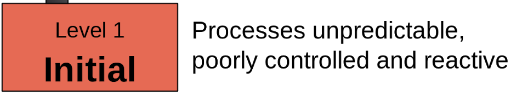 Level 1
Initial
Processes unpredictable,
poorly controlled and reactive